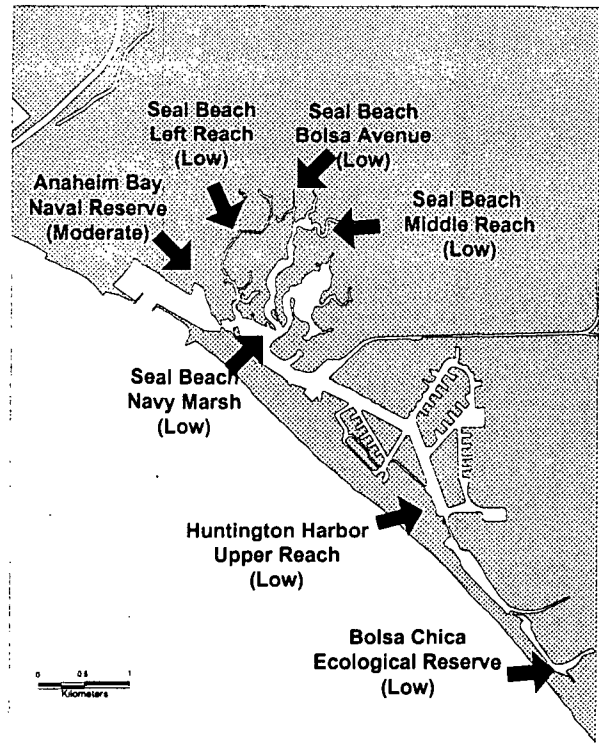 Seal Beach
Left Reach
(Low)
Seal Beach
Bolsa Avenue
(Low)
Anaheim Bay,
Naval Reserve
(Moderate)
Seal Beach
Middle Reach
(Low)
Seal Beach
Navy Marsh
(Low)
Huntington Harbor
Upper Reach
(Low)
Bolsa Chica
Ecological Reserve
(Low)
0 0.5 1
Kilometers